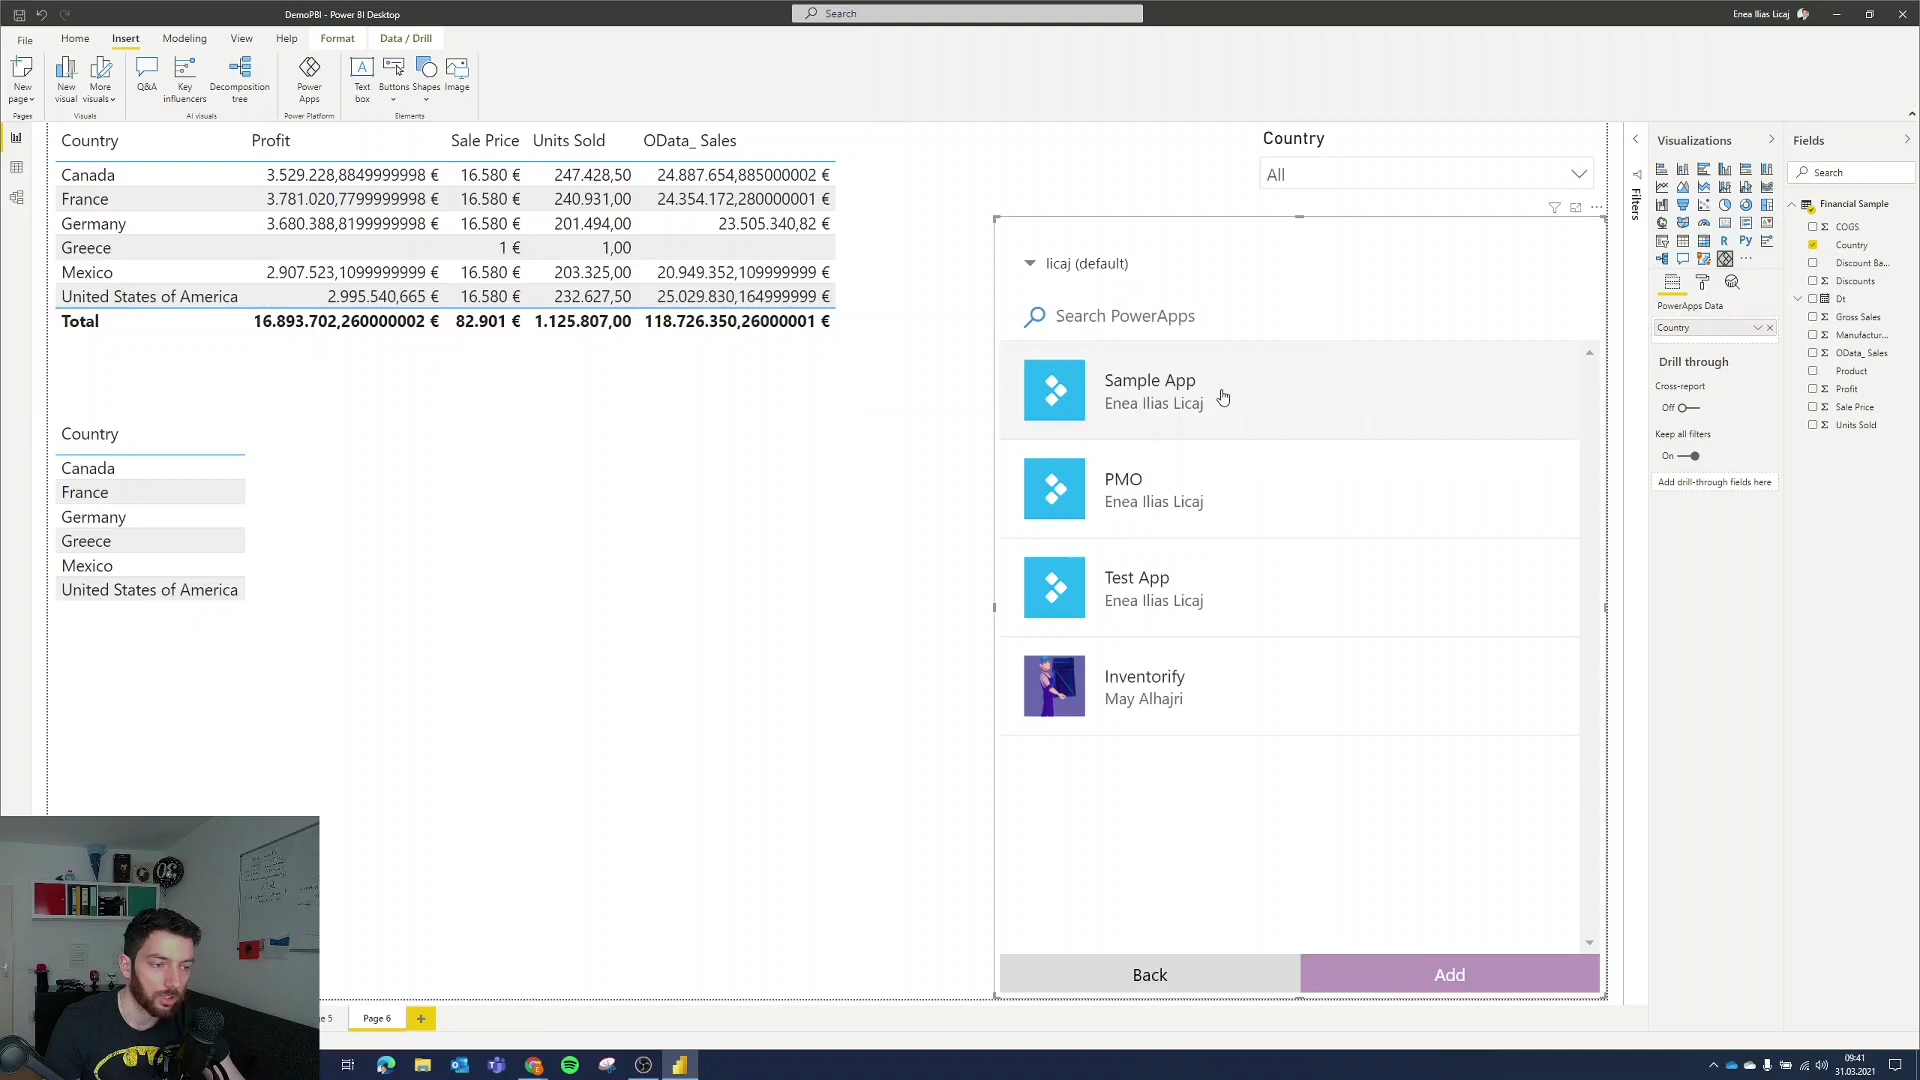 DemoPBI - Power BI Desktop
Search
Enea Ilias Licaj
File
Home
Insert
Modeling
View
Help
Format
Data / Drill
New page
New visual
More visuals
Q&A
Key influencers
Decomposition tree
Power Apps
Text box
Buttons
Shapes
Image
Pages
Visuals
AI visuals
Power Platform
Elements
Country Profit Sale Price Units Sold OData_ Sales
Canada 3.529.228,8849999998 € 16.580 € 247.428,50 24.887.654,885000002 €
France 3.781.020,7799999998 € 16.580 € 240.931,00 24.354.172,280000001 €
Germany 3.680.388,8199999998 € 16.580 € 201.494,00 23.505.340,82 €
Greece 1 € 1,00
Mexico 2.907.523,1099999999 € 16.580 € 203.325,00 20.949.352,109999999 €
United States of America 2.995.540,665 € 16.580 € 232.627,50 25.029.830,164999999 €
Total 16.893.702,260000002 € 82.901 € 1.125.807,00 118.726.350,26000001 €
Country
Canada
France
Germany
Greece
Mexico
United States of America
Country
All
licaj (default)
Search PowerApps
Sample App
Enea Ilias Licaj
PMO
Enea Ilias Licaj
Test App
Enea Ilias Licaj
Inventorify
May Alhajri
Back
Add
Filters
Visualizations
R
Py
PowerApps Data
Country
Drill through
Cross-report
Off
Keep all filters
On
Add drill-through fields here
Fields
Search
Financial Sample
COGS
Country
Discount Ba...
Discounts
Dt
Gross Sales
Manufactur...
OData_ Sales
Product
Profit
Sale Price
Units Sold
e 5
Page 6
09:41
31.03.2021